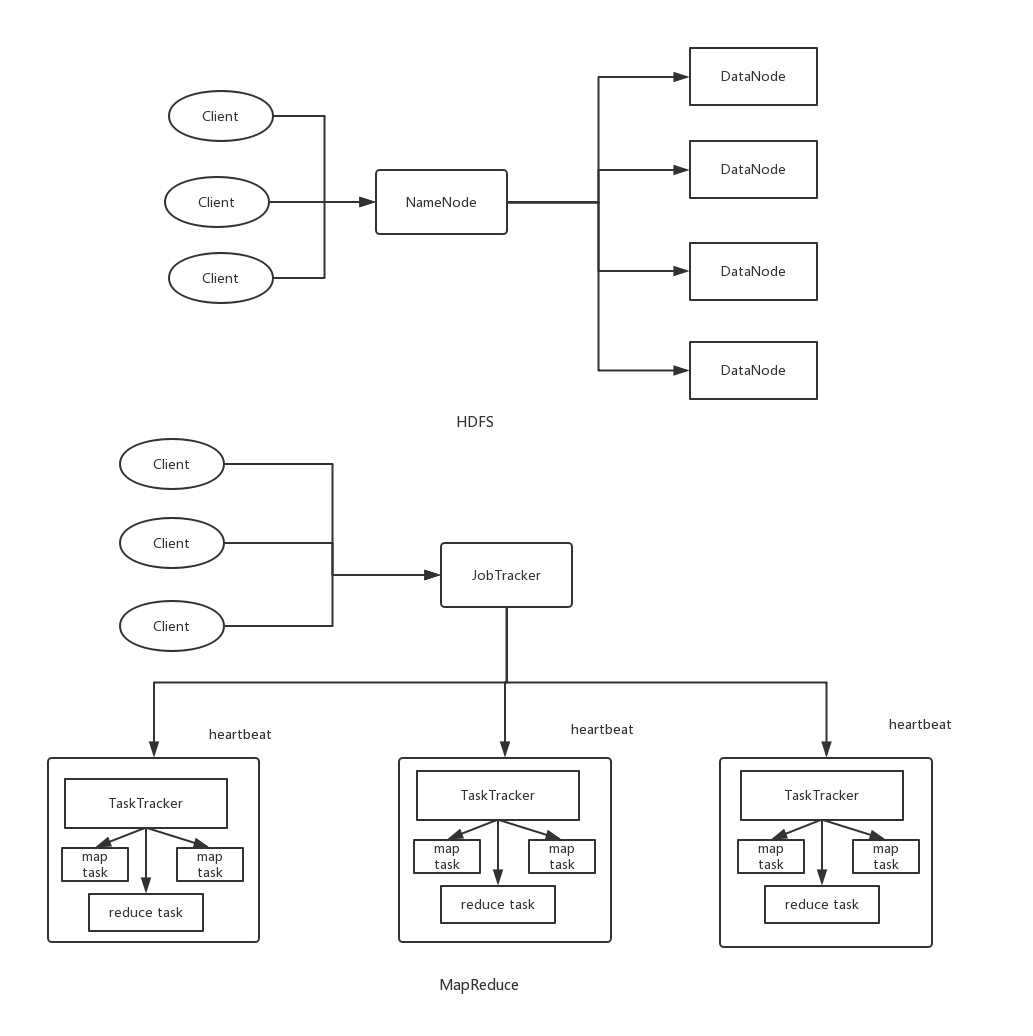 DataNode
Client
DataNode
Client
NameNode
DataNode
Client
DataNode
HDFS
Client
Client
JobTracker
Client
heartbeat
heartbeat
heartbeat
TaskTracker
map
task
map
task
reduce task
TaskTracker
map
task
map
task
reduce task
TaskTracker
map
task
map
task
reduce task
MapReduce